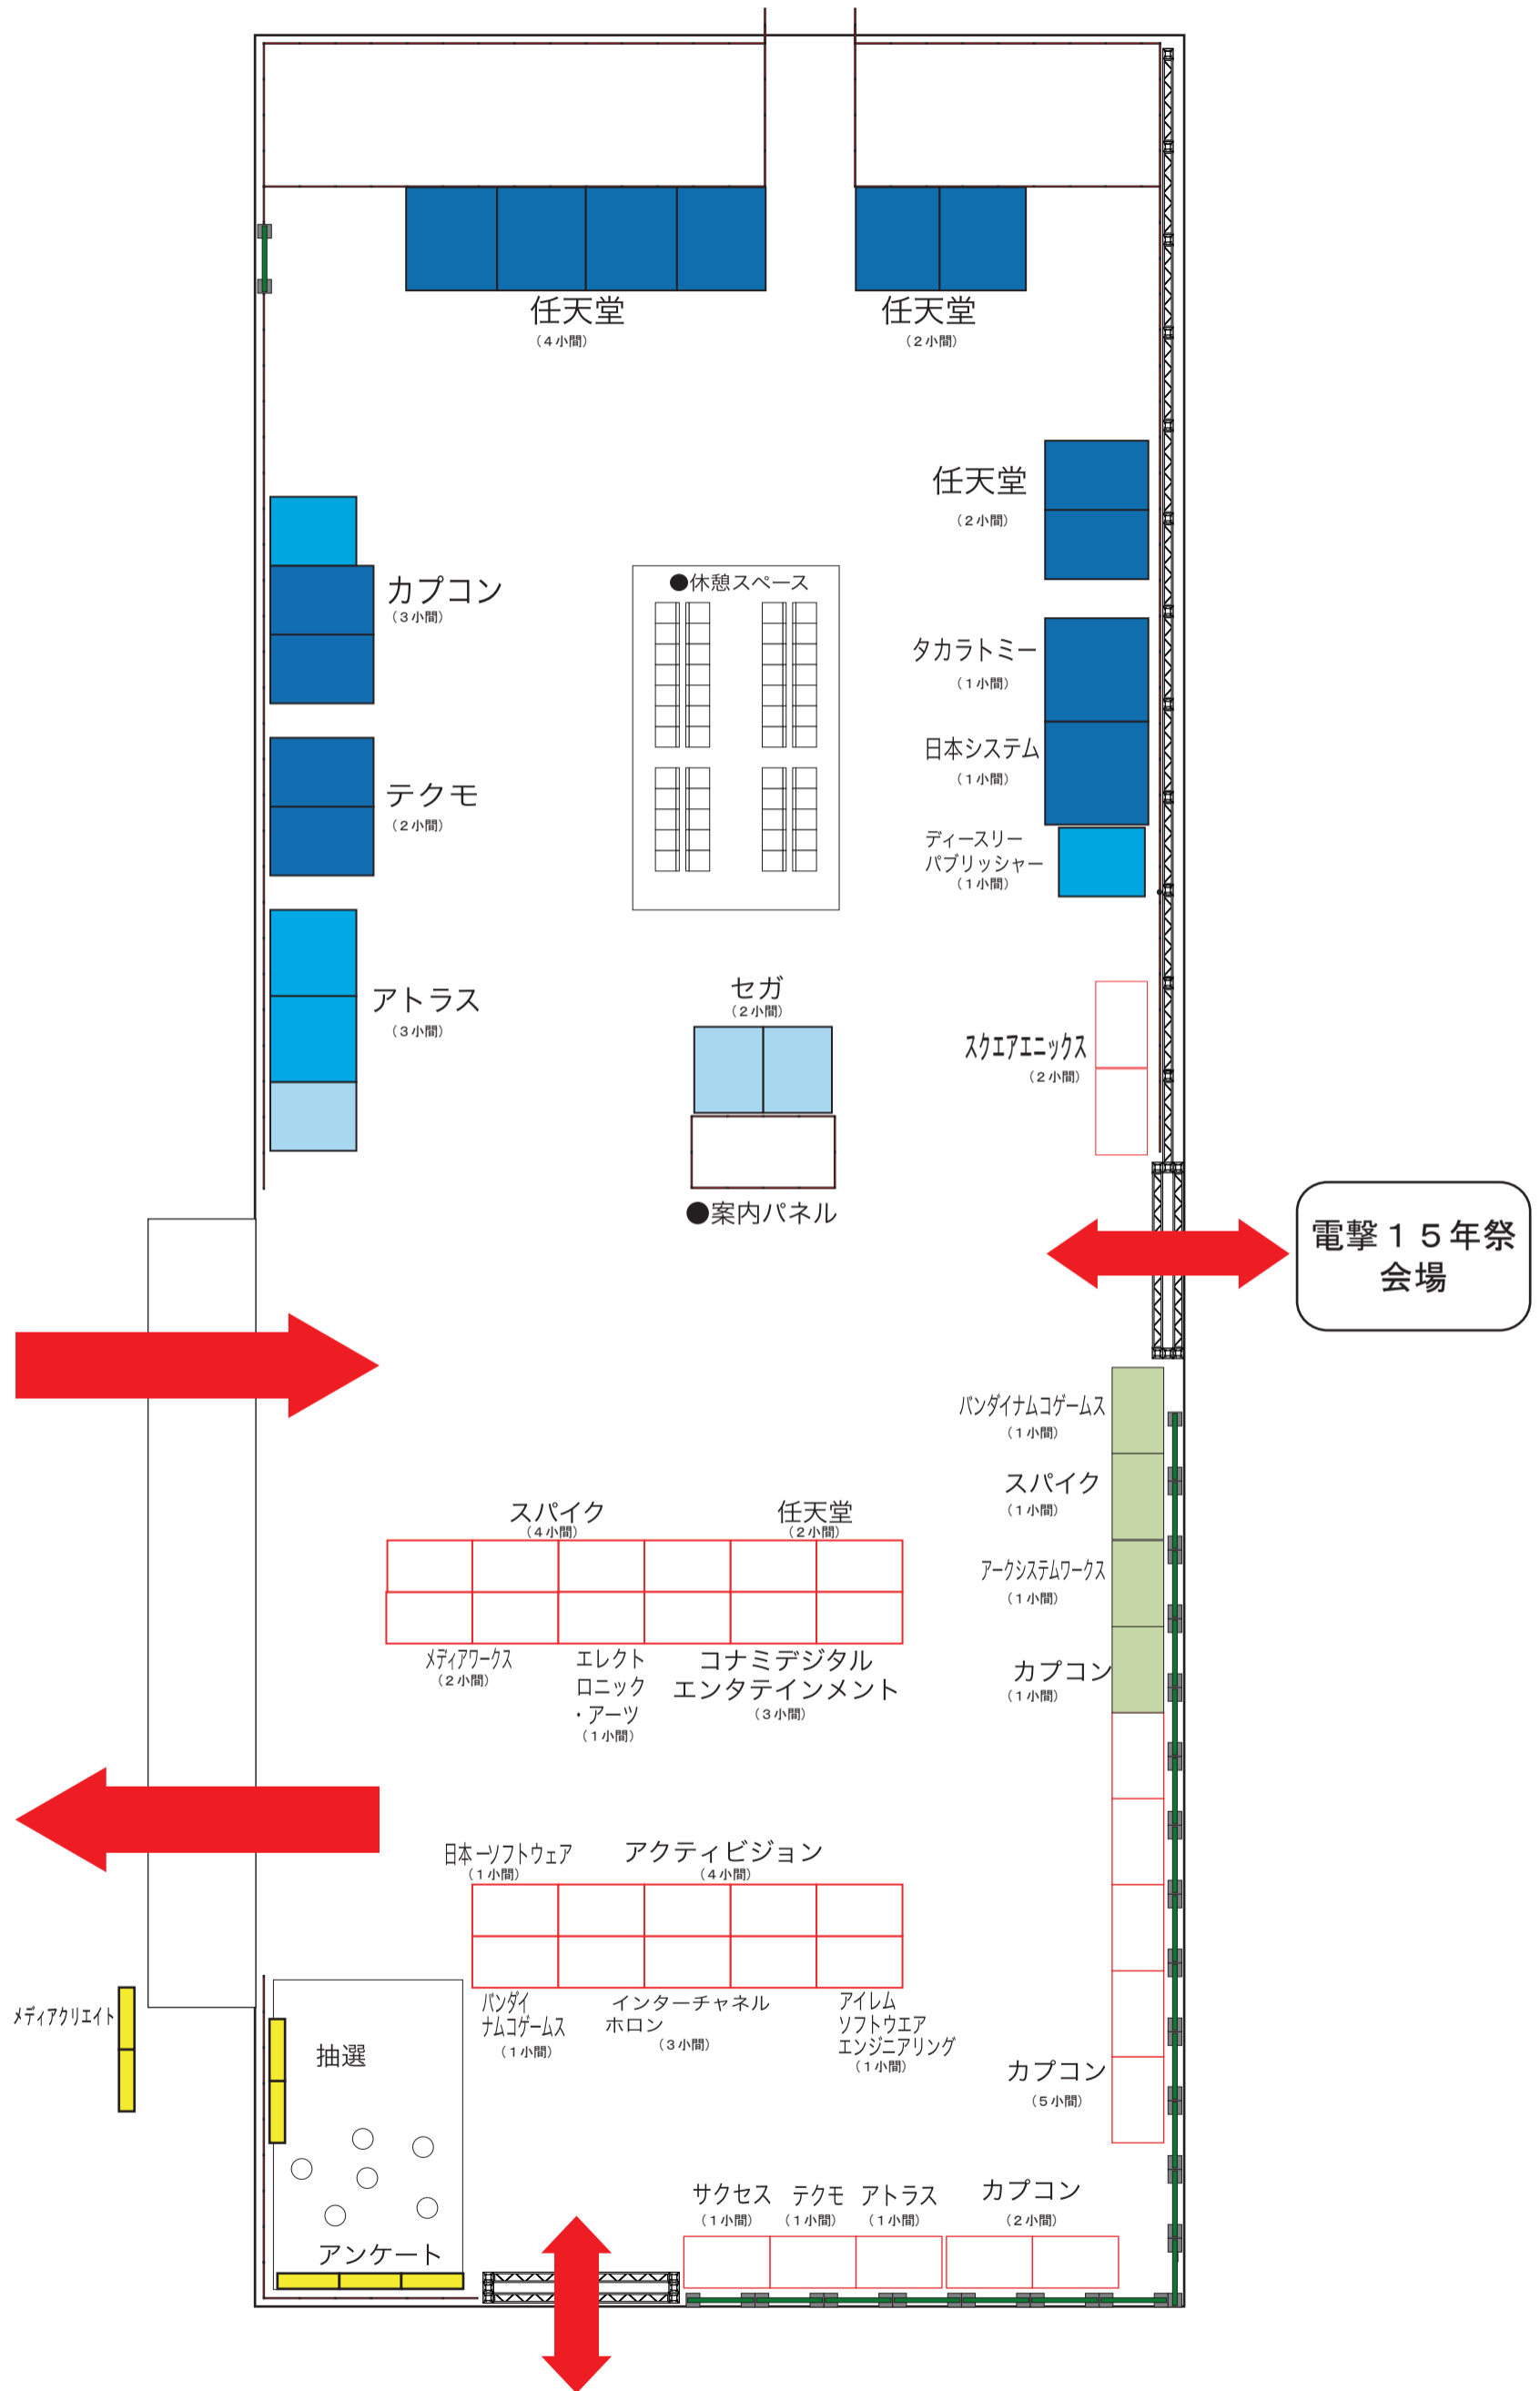 任天堂
（４小間）
任天堂
（２小間）
任天堂
（２小間）
カプコン
（３小間）
●休憩スペース
タカラトミー
（１小間）
日本システム
（１小間）
テクモ
（２小間）
ディースリー
パブリッシャー
（１小間）
アトラス
（３小間）
セガ
（２小間）
スクエアエニックス
（２小間）
●案内パネル
電撃１５年祭
会場
バンダイナムコゲームス
（１小間）
スパイク
（１小間）
アークシステムワークス
（１小間）
カプコン
（１小間）
スパイク
（４小間）
任天堂
（２小間）
メディアワークス
（２小間）
エレクト
ロニック
・アーツ
（１小間）
コナミデジタル
エンタテインメント
（３小間）
日本一ソフトウェア
（１小間）
アクティビジョン
（４小間）
バンダイ
ナムコゲームス
（１小間）
インターチャネル
ホロン
（３小間）
アイレム
ソフトウエア
エンジニアリング
（１小間）
カプコン
（５小間）
メディアクリエイト
抽選
アンケート
サクセス
（１小間）
テクモ
（１小間）
アトラス
（１小間）
カプコン
（２小間）